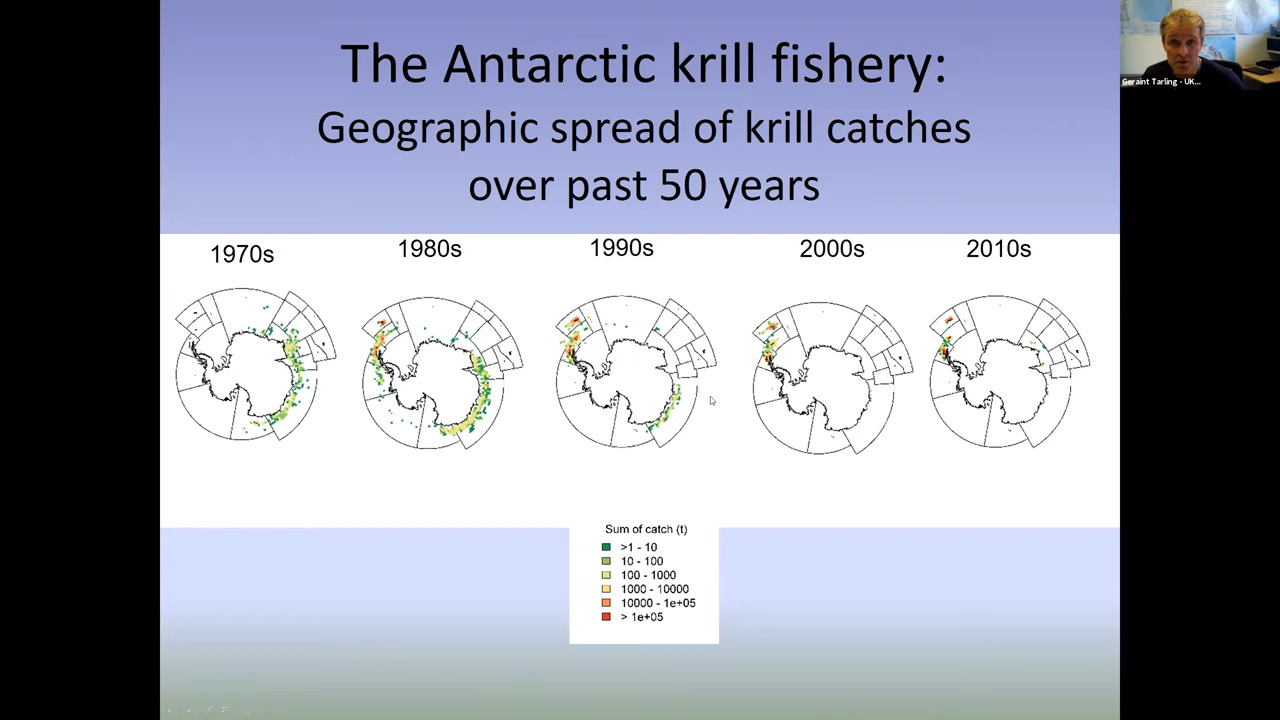 The Antarctic krill fishery:
Geographic spread of krill catches
over past 50 years
Geraint Tarling - UK...
1970s
1980s
1990s
2000s
2010s
Sum of catch (t)
>1 - 10
10 - 100
100 - 1000
1000 - 10000
10000 - 1e+05
> 1e+05